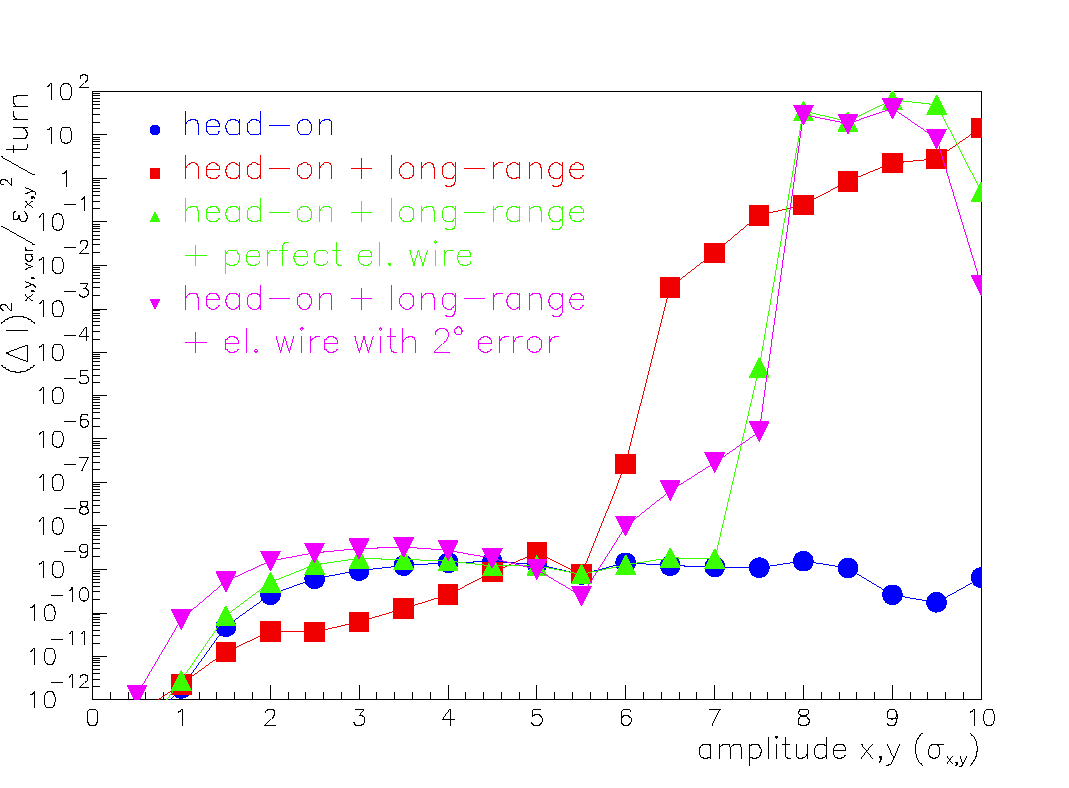 (Δ I)²x,y, var/εx,y²/turn
10²
10
1
10⁻¹
10⁻²
10⁻³
10⁻⁴
10⁻⁵
10⁻⁶
10⁻⁷
10⁻⁸
10⁻⁹
10⁻¹⁰
10⁻¹¹
10⁻¹²
head-on
head-on + long-range
head-on + long-range
+ perfect el. wire
head-on + long-range
+ el. wire with 2° error
0 1 2 3 4 5 6 7 8 9 10
amplitude x,y (σx,y)